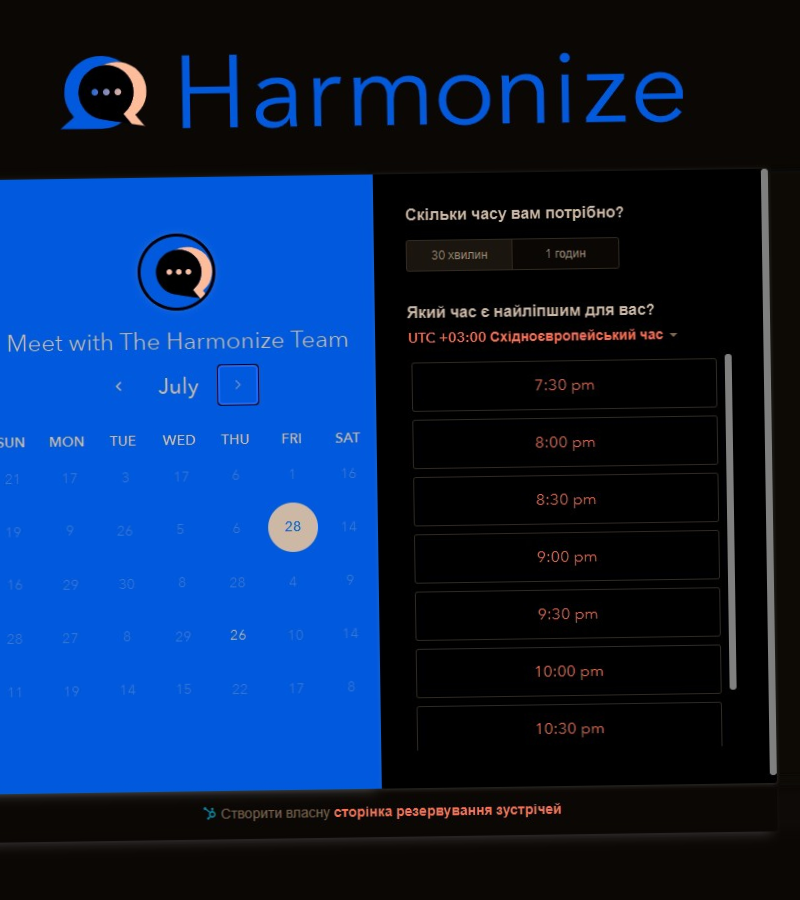 Harmonize
Meet with The Harmonize Team
July
SUN MON TUE WED THU FRI SAT
21 17 3 17 6 1 16
19 9 26 5 6 28 14
16 29 30 8 28 4 9
28 27 8 29 26 10 14
11 19 14 15 22 17 8
Скільки часу вам потрібно?
30 хвилин 1 годин
Який час є найліпшим для вас?
UTC +03:00 Східноєвропейський час
7:30 pm
8:00 pm
8:30 pm
9:00 pm
9:30 pm
10:00 pm
10:30 pm
Створити власну сторінка резервування зустрічей